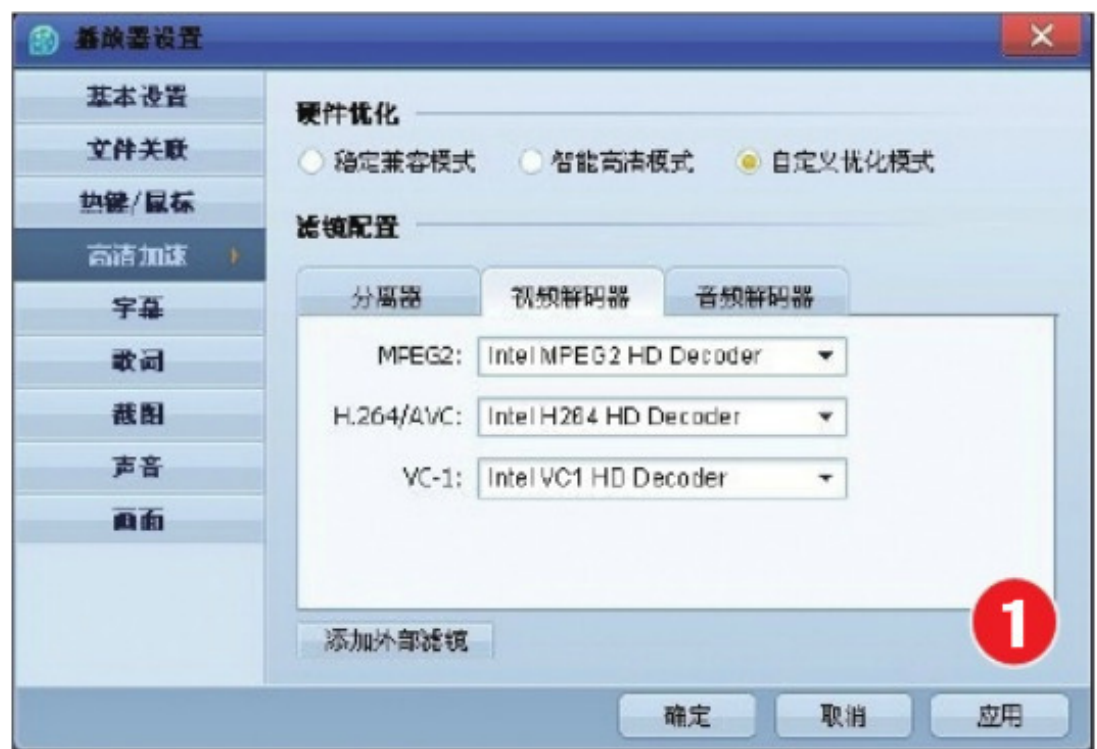 播放器设置
基本设置
文件关联
热键/鼠标
高清加速
字幕
歌词
截图
声音
画面
硬件优化
稳定兼容模式 智能高清模式 自定义优化模式
滤镜配置
分离器 视频解码器 音频解码器
MPEG2: Intel MPEG2 HD Decoder
H.264/AVC: Intel H264 HD Decoder
VC-1: Intel VC1 HD Decoder
添加外部滤镜
1
确定 取消 应用